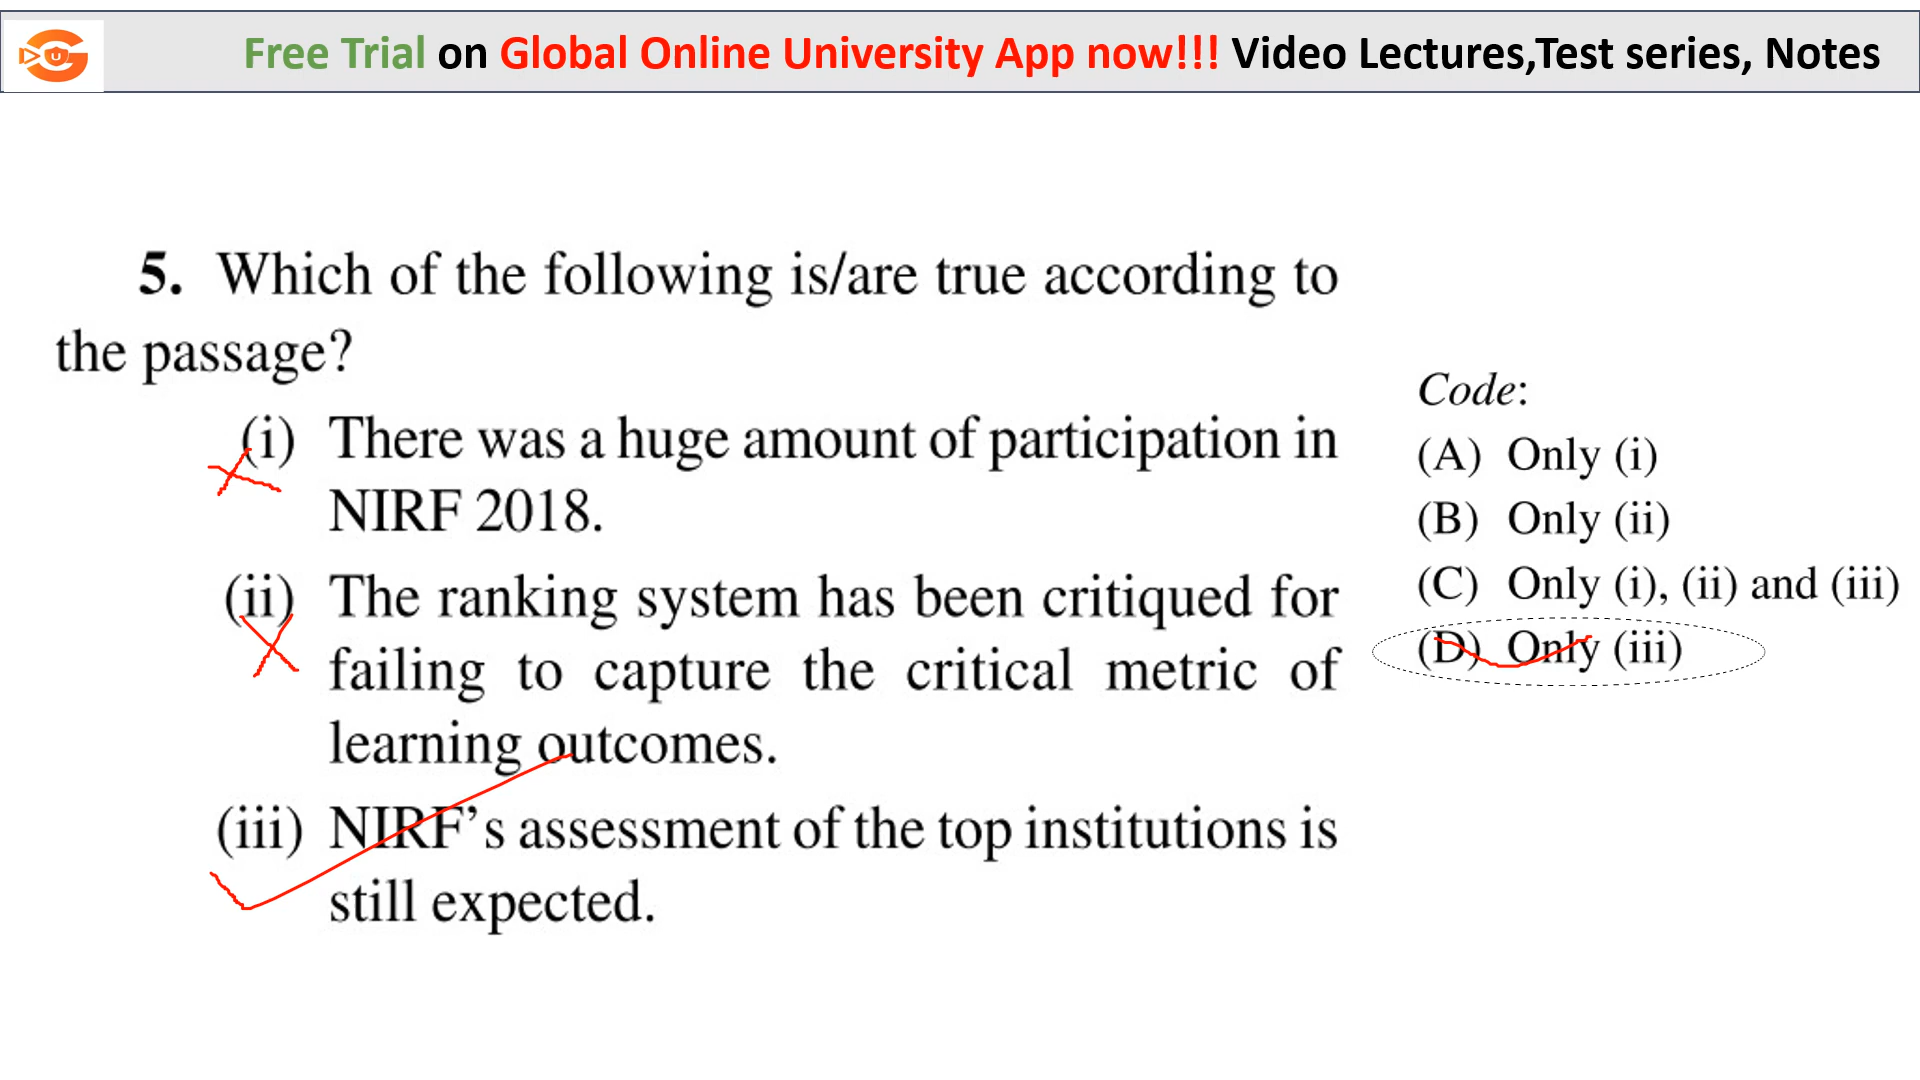 Free Trial on Global Online University App now!!! Video Lectures,Test series, Notes
5. Which of the following is/are true according to
the passage?
(i) There was a huge amount of participation in
NIRF 2018.
(ii) The ranking system has been critiqued for
failing to capture the critical metric of
learning outcomes.
(iii) NIRF’s assessment of the top institutions is
still expected.
Code:
(A) Only (i)
(B) Only (ii)
(C) Only (i), (ii) and (iii)
(D) Only (iii)